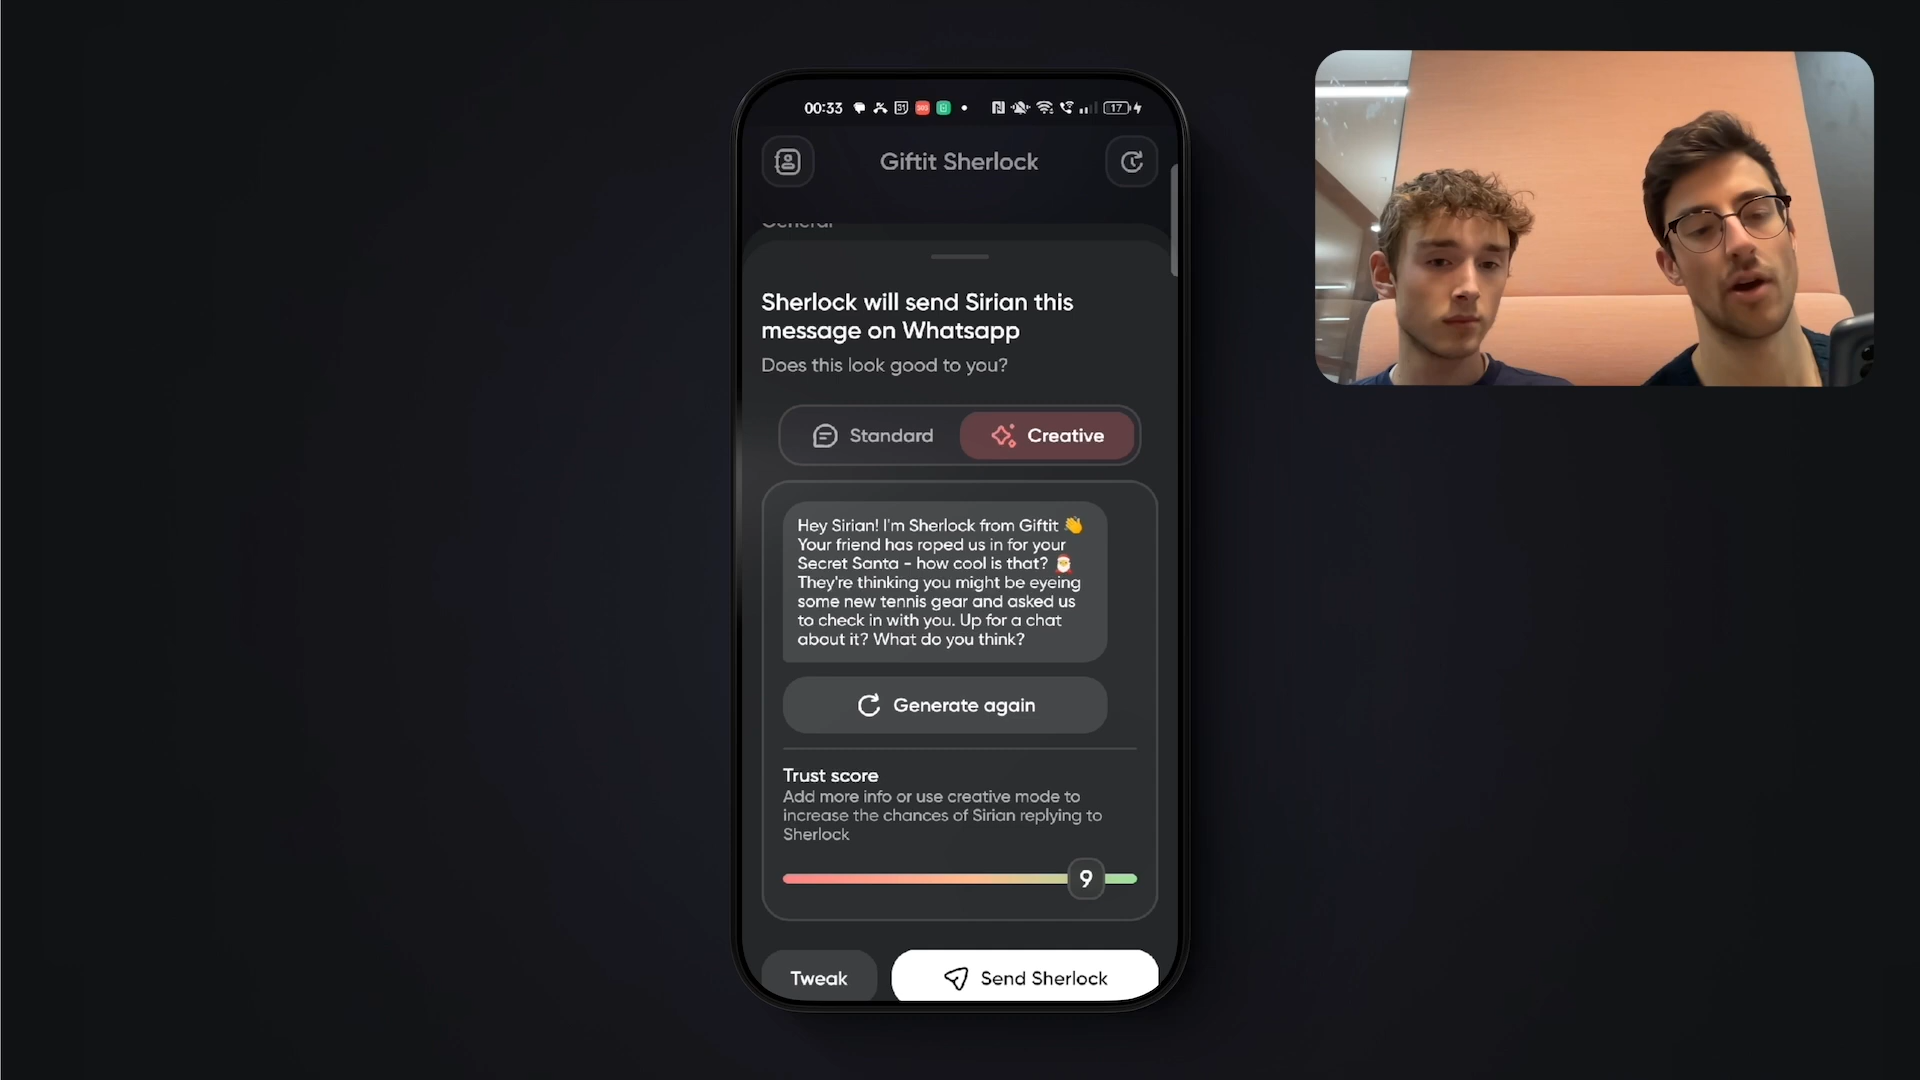 00:33
31
17
Giftit Sherlock
General
Sherlock will send Sirian this
message on Whatsapp
Does this look good to you?
Standard
Creative
Hey Sirian! I'm Sherlock from Giftit 👋
Your friend has roped us in for your
Secret Santa - how cool is that? 🎅
They're thinking you might be eyeing
some new tennis gear and asked us
to check in with you. Up for a chat
about it? What do you think?
Generate again
Trust score
Add more info or use creative mode to
increase the chances of Sirian replying to
Sherlock
9
Tweak
Send Sherlock